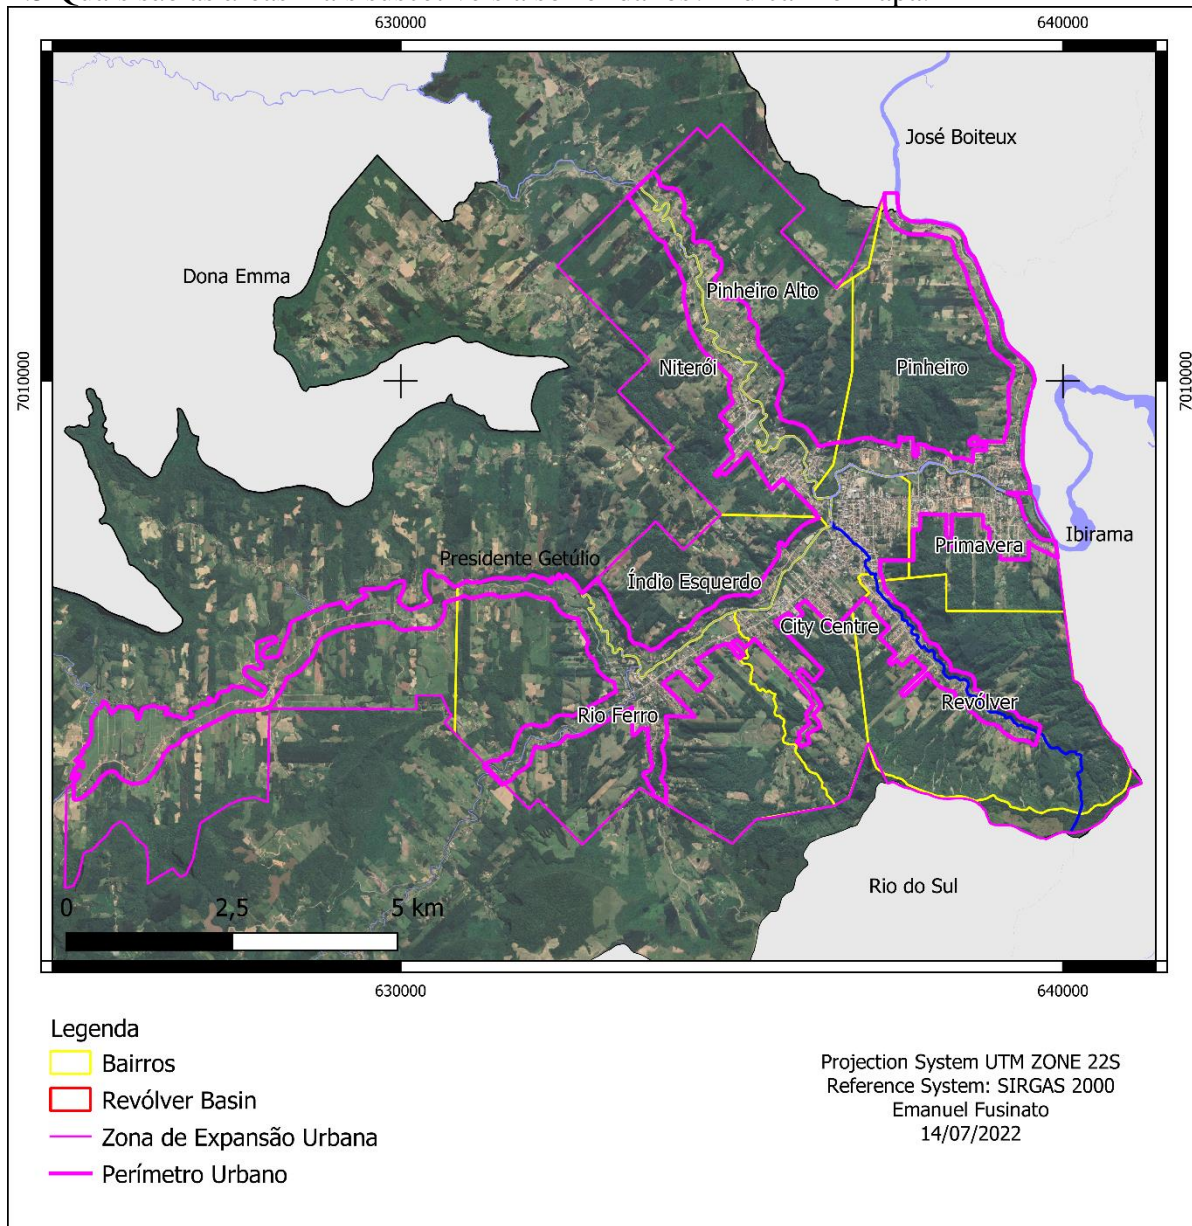 630000
640000
José Boiteux
Dona Emma
Pinheiro Alto
7010000
7010000
Niterói
Pinheiro
Ibirama
Primavera
Presidente Getúlio
Índio Esquerdo
City Centre
Revólver
Rio Ferro
Rio do Sul
0
2,5
5 km
630000
640000
Legenda
Bairros
Revólver Basin
Zona de Expansão Urbana
Perímetro Urbano
Projection System UTM ZONE 22S
Reference System: SIRGAS 2000
Emanuel Fusinato
14/07/2022